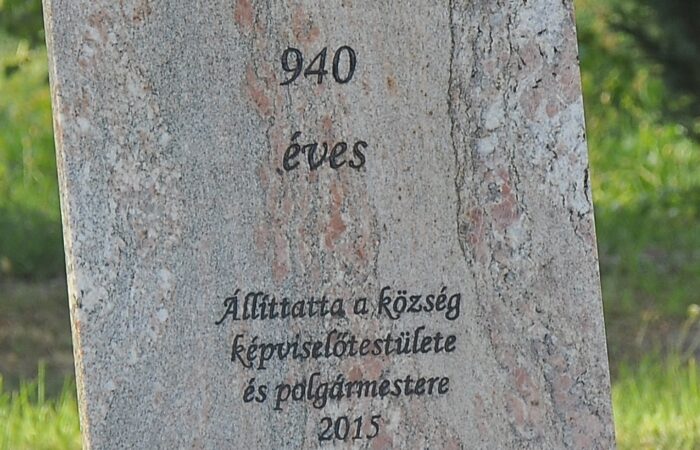 940
éves
Állíttatta a község
képviselőtestülete
és polgármestere
2015